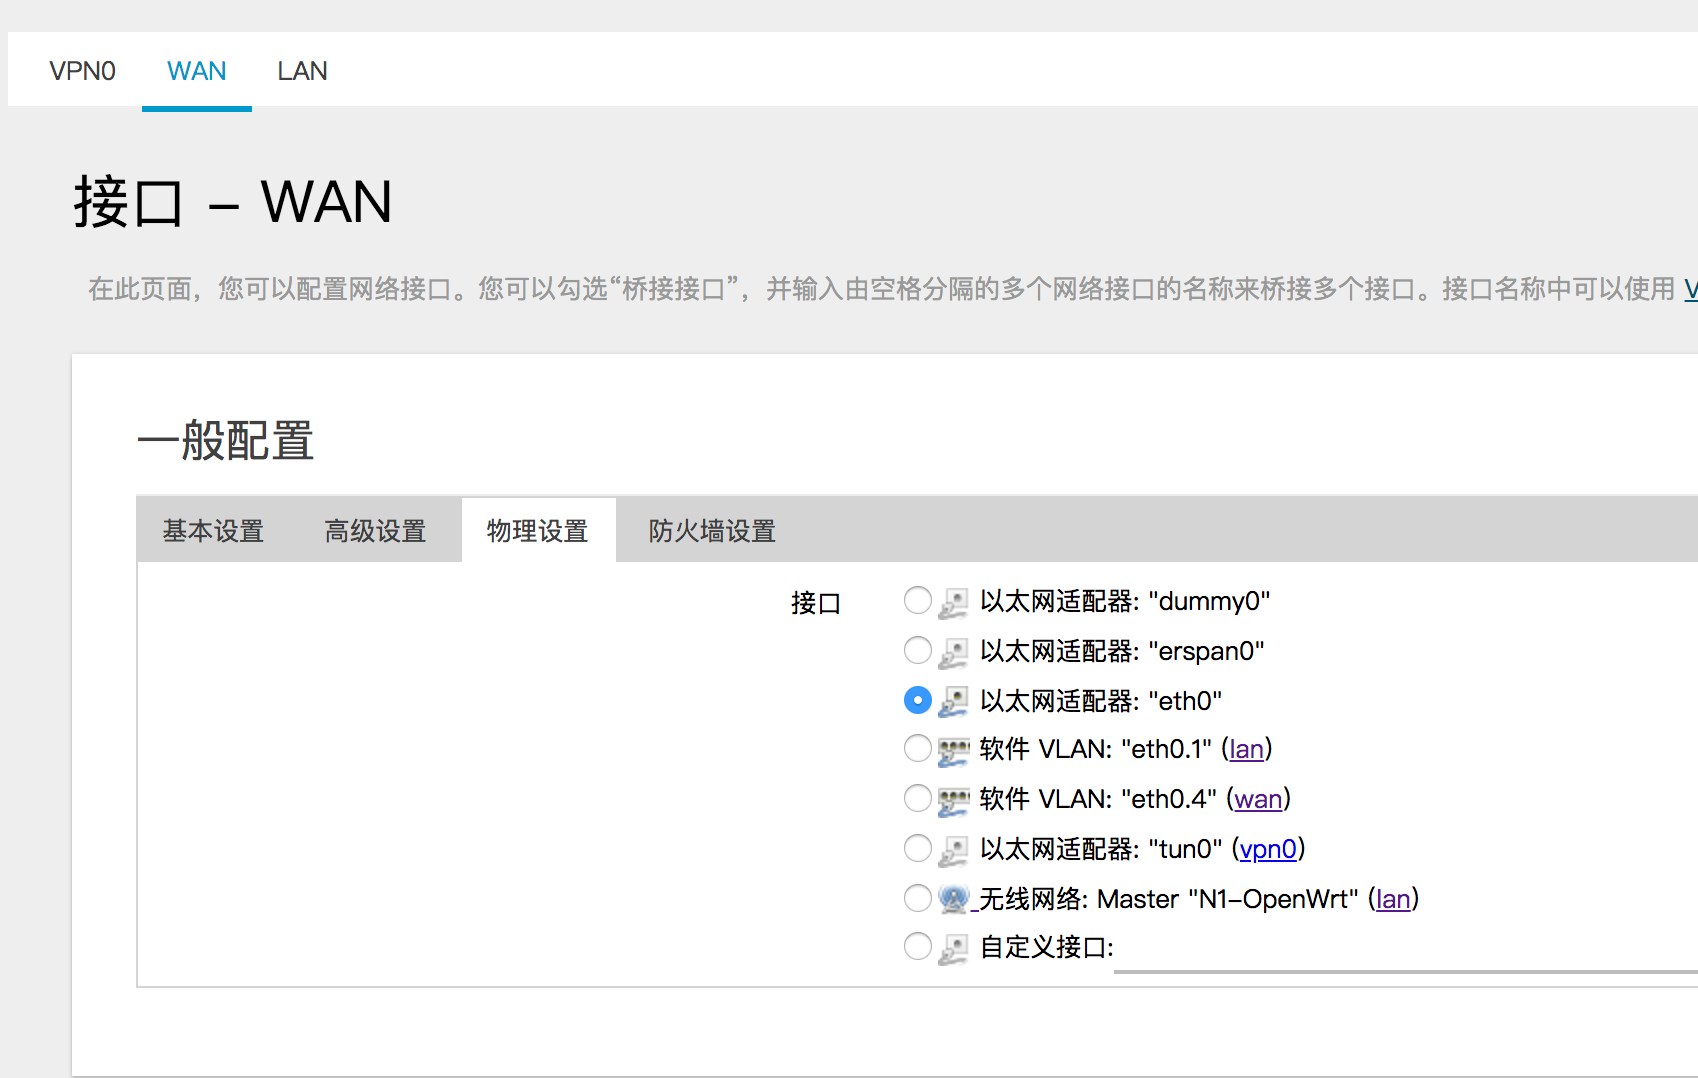 VPN0 WAN LAN
接口 – WAN
在此页面，您可以配置网络接口。您可以勾选“桥接接口”，并输入由空格分隔的多个网络接口的名称来桥接多个接口。接口名称中可以使用 V
一般配置
基本设置 高级设置 物理设置 防火墙设置
接口 以太网适配器: "dummy0"
以太网适配器: "erspan0"
以太网适配器: "eth0"
软件 VLAN: "eth0.1" (lan)
软件 VLAN: "eth0.4" (wan)
以太网适配器: "tun0" (vpn0)
无线网络: Master "N1-OpenWrt" (lan)
自定义接口: